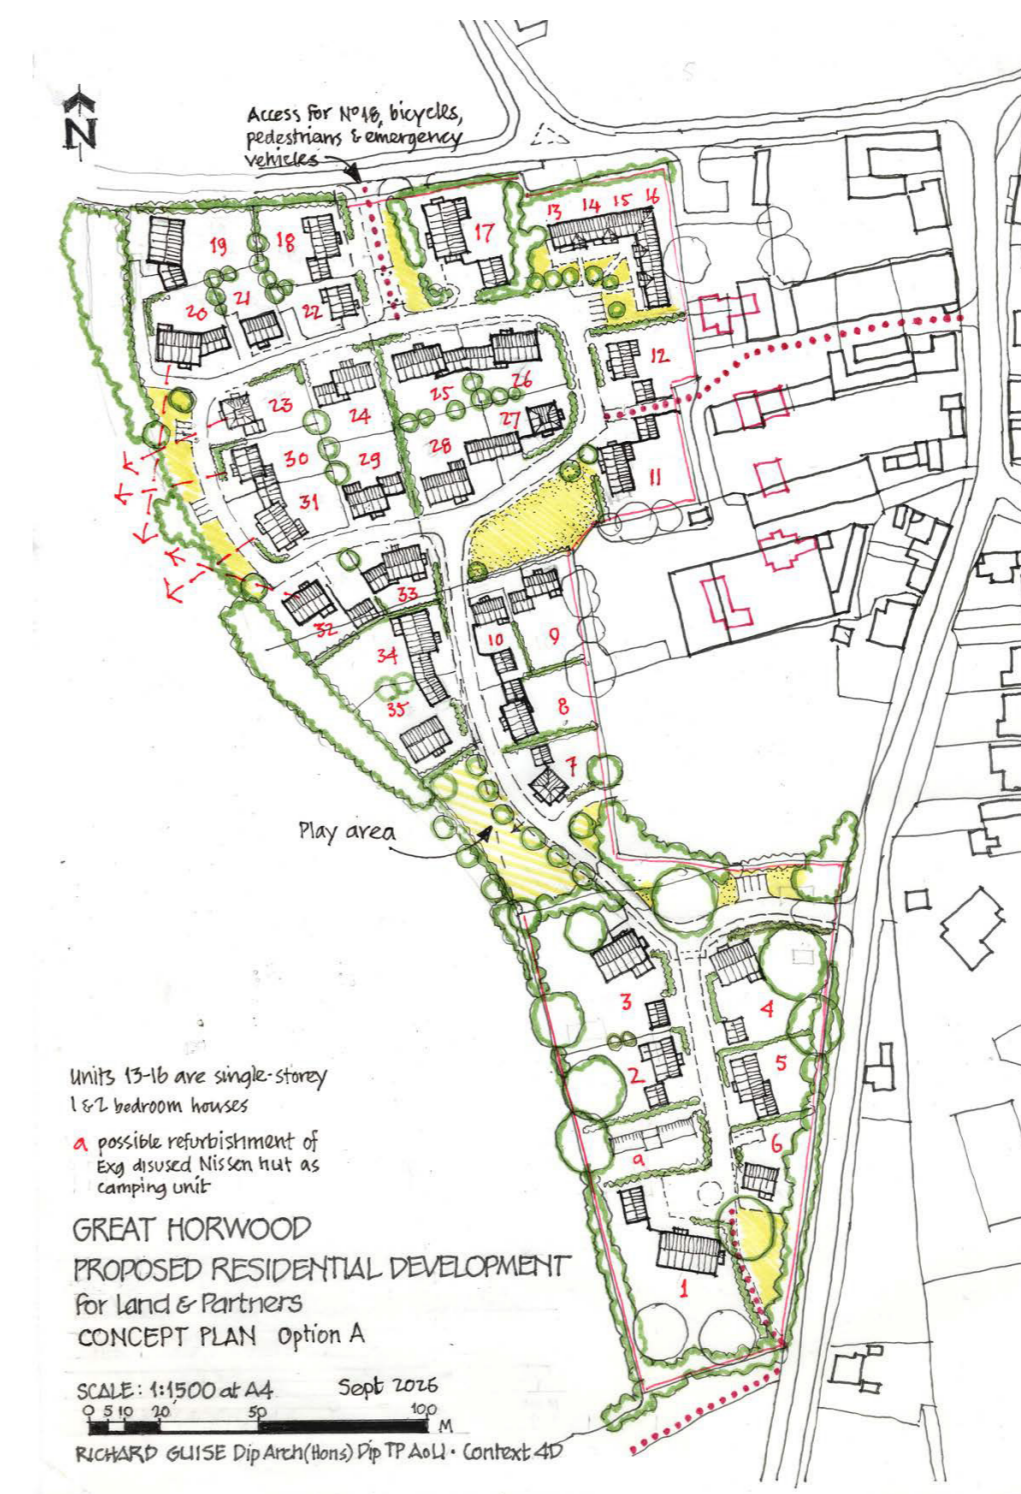 N
Access for Nº18, bicycles,
pedestrians & emergency
vehicles
13 14 15 16
19 18 17
20 21 22
12
25 26
23 24
27
28
30 29 11
31
33
32 10 9
34
35 8
7
Play area
3
4
2 5
a 6
1
Units 13-16 are single-storey
1 & 2 bedroom houses
a possible refurbishment of
Exg disused Nissen hut as
camping unit
GREAT HORWOOD
PROPOSED RESIDENTIAL DEVELOPMENT
for Land & Partners
CONCEPT PLAN Option A
SCALE: 1:1500 at A4 Sept 2025
0 5 10 20 50 100
M
RICHARD GUISE Dip Arch(Hons) Dip TP AoU • Context 4D